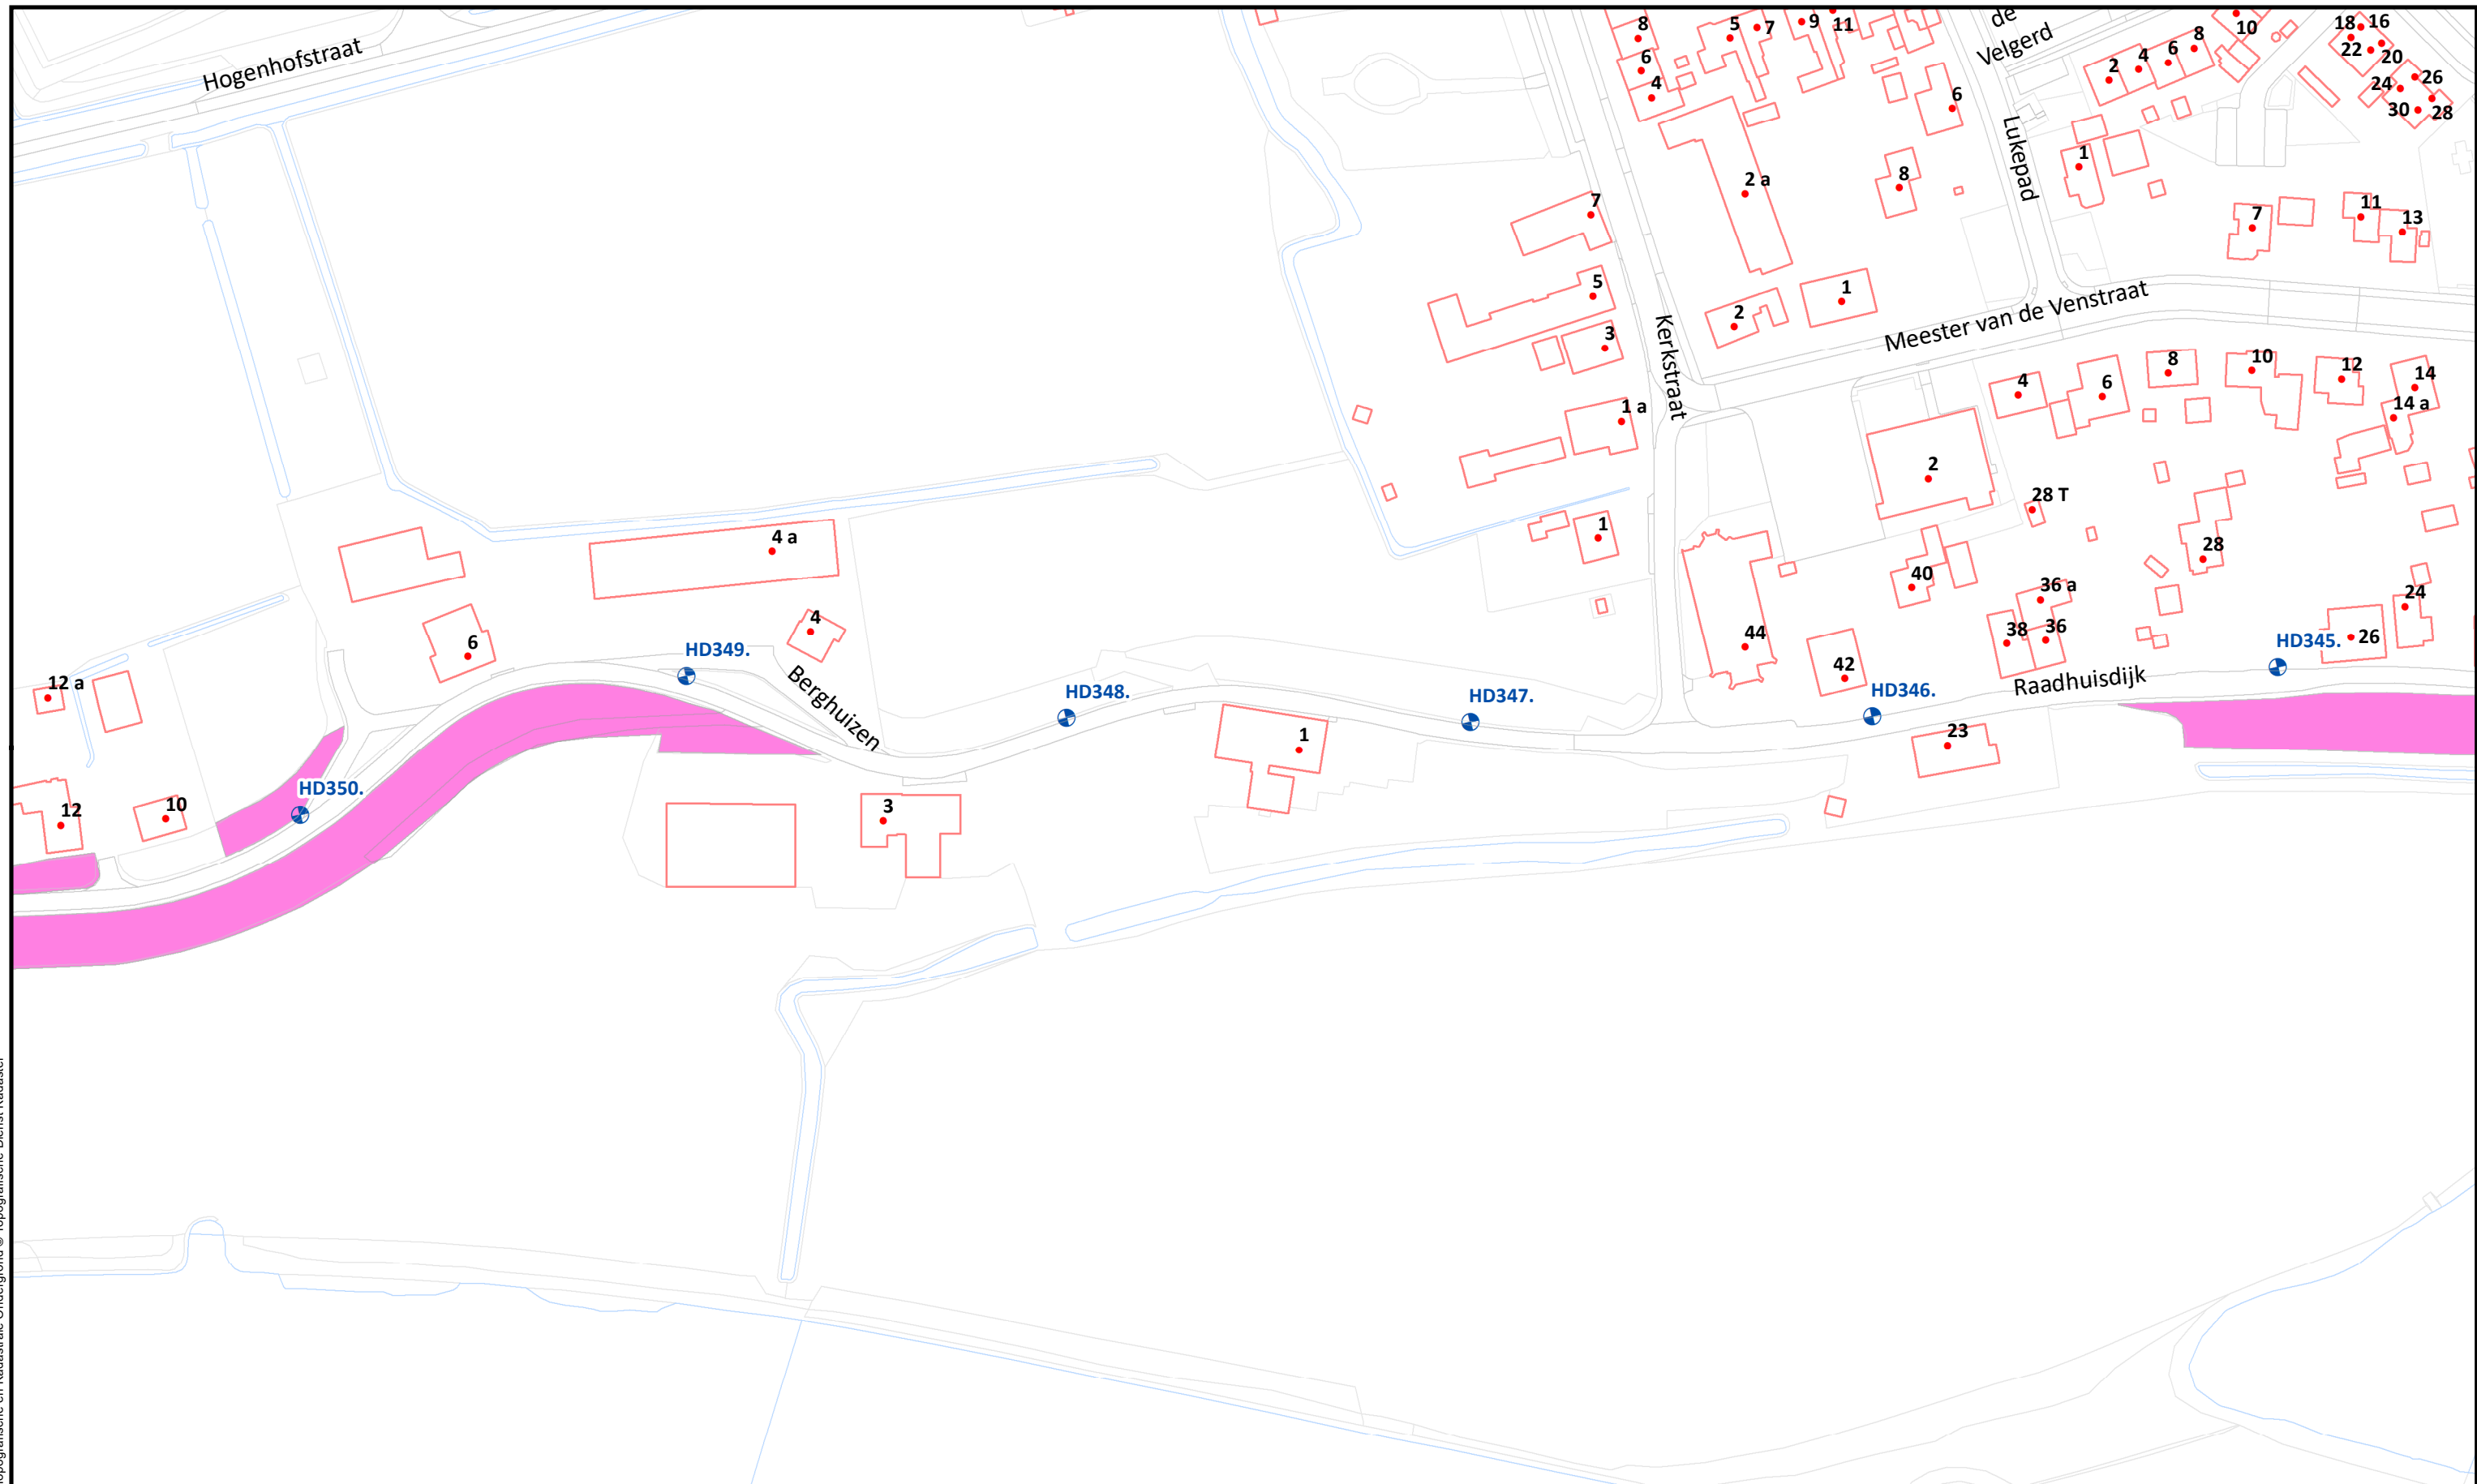 Hogenhofstraat
8
6
4
5
7
9
11
de
Velgerd
2
4
6
8
10
18
16
22
20
24
26
30
28
6
Lukepad
1
2 a
8
7
7
11
13
5
3
Kerkstraat
2
1
Meester van de Venstraat
1 a
4
6
8
10
12
14
14 a
2
28 T
4 a
1
28
40
36 a
24
4
6
44
38
36
26
HD345.
HD349.
42
12 a
Berghuizen
HD348.
HD347.
HD346.
Raadhuisdijk
1
23
HD350.
12
10
3